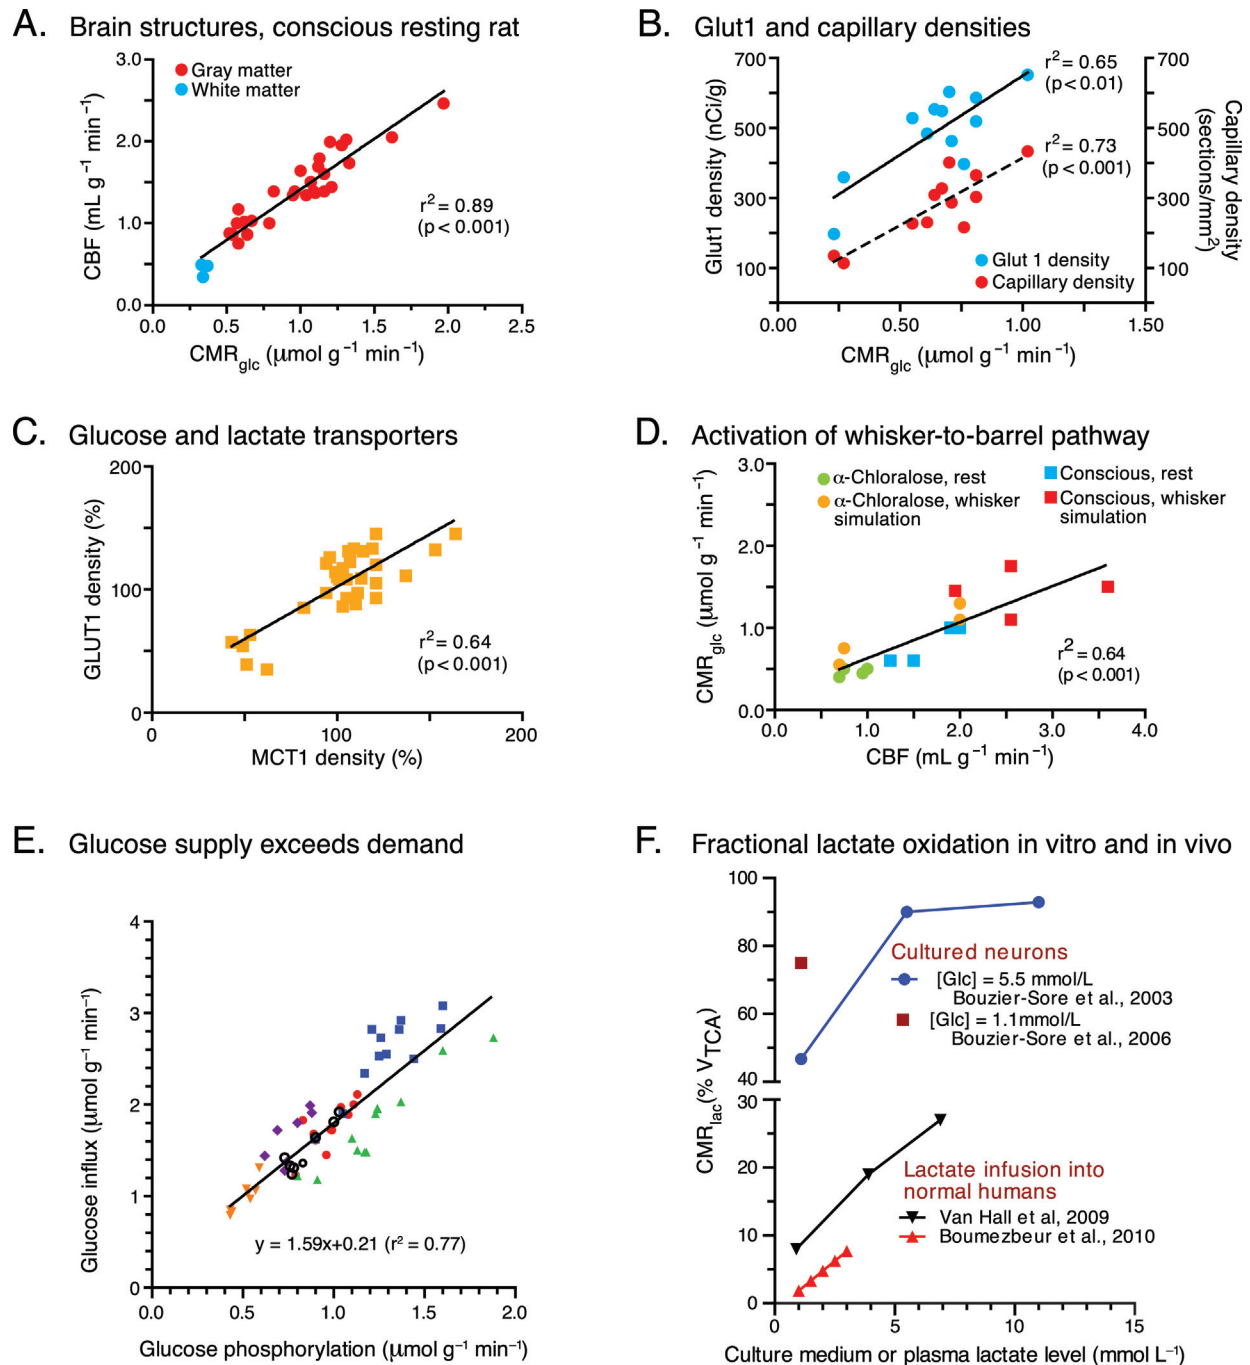 A. Brain structures, conscious resting rat
3.0
2.0
1.0
0.0
CBF (mL g⁻¹ min⁻¹)
Gray matter
White matter
r² = 0.89
(p < 0.001)
0.0 0.5 1.0 1.5 2.0 2.5
CMRglc (μmol g⁻¹ min⁻¹)
B. Glut1 and capillary densities
700
500
300
100
Glut1 density (nCi/g)
r² = 0.65
(p < 0.01)
r² = 0.73
(p < 0.001)
Glut 1 density
Capillary density
700
500
300
100
Capillary density
(sections/mm²)
0.00 0.50 1.00 1.50
CMRglc (μmol g⁻¹ min⁻¹)
C. Glucose and lactate transporters
200
100
0
GLUT1 density (%)
r² = 0.64
(p < 0.001)
0 100 200
MCT1 density (%)
D. Activation of whisker-to-barrel pathway
3.0
2.0
1.0
0.0
CMRglc (μmol g⁻¹ min⁻¹)
α-Chloralose, rest
α-Chloralose, whisker
simulation
Conscious, rest
Conscious, whisker
simulation
r² = 0.64
(p < 0.001)
0.0 1.0 2.0 3.0 4.0
CBF (mL g⁻¹ min⁻¹)
E. Glucose supply exceeds demand
4
3
2
1
0
Glucose influx (μmol g⁻¹ min⁻¹)
y = 1.59x+0.21 (r² = 0.77)
0.0 0.5 1.0 1.5 2.0
Glucose phosphorylation (μmol g⁻¹ min⁻¹)
F. Fractional lactate oxidation in vitro and in vivo
100
80
60
40
30
20
10
0
CMRlac(% VTCA)
Cultured neurons
[Glc] = 5.5 mmol/L
Bouzier-Sore et al., 2003
[Glc] = 1.1mmol/L
Bouzier-Sore et al., 2006
Lactate infusion into
normal humans
Van Hall et al, 2009
Boumezbeur et al., 2010
0 5 10 15
Culture medium or plasma lactate level (mmol L⁻¹)